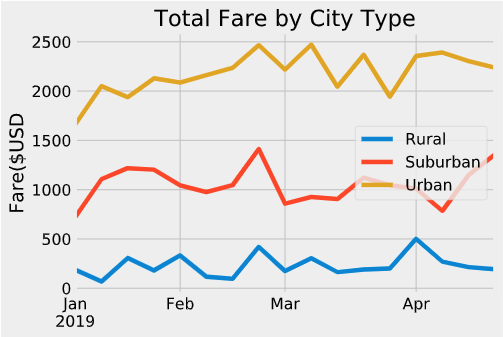 Total Fare by City Type
Fare($USD
2500
2000
1500
1000
500
0
Rural
Suburban
Urban
Jan Feb Mar Apr
2019